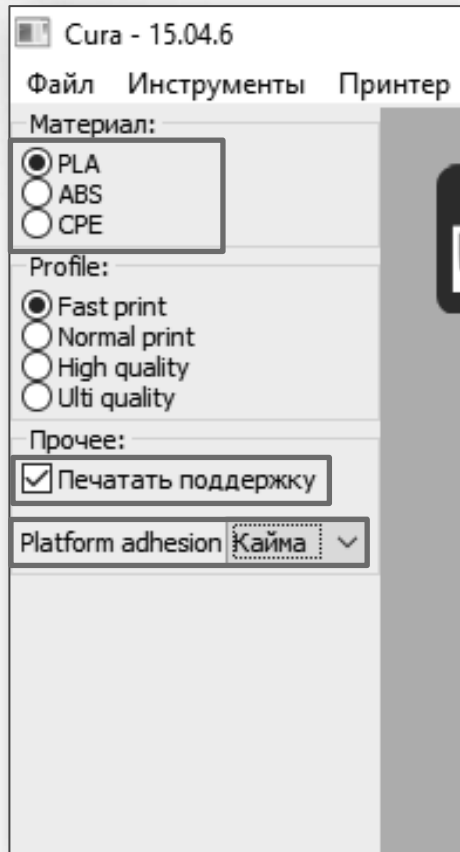 Cura - 15.04.6
Файл Инструменты Принтер
Материал:
PLA
ABS
CPE
Profile:
Fast print
Normal print
High quality
Ulti quality
Прочее:
Печатать поддержку
Platform adhesion Кайма